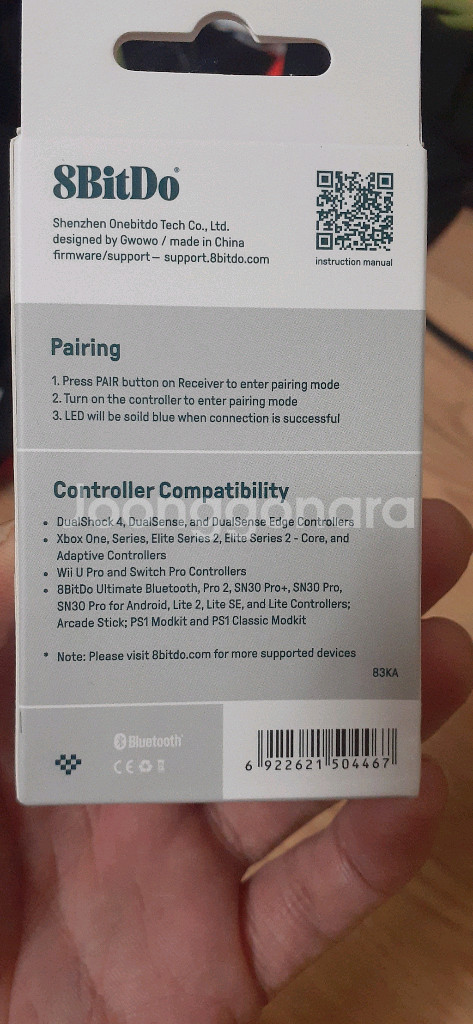 8BitDo
Shenzhen Onebitdo Tech Co., Ltd.
designed by Gwowo / made in China
firmware/support — support.8bitdo.com
instruction manual
Pairing
1. Press PAIR button on Receiver to enter pairing mode
2. Turn on the controller to enter pairing mode
3. LED will be soild blue when connection is successful
Controller Compatibility
Joonggonara
• DualShock 4, DualSense, and DualSense Edge Controllers
• Xbox One, Series, Elite Series 2, Elite Series 2 - Core, and
Adaptive Controllers
• Wii U Pro and Switch Pro Controllers
• 8BitDo Ultimate Bluetooth, Pro 2, SN30 Pro+, SN30 Pro,
SN30 Pro for Android, Lite 2, Lite SE, and Lite Controllers;
Arcade Stick; PS1 Modkit and PS1 Classic Modkit
* Note: Please visit 8bitdo.com for more supported devices
83KA
Bluetooth
CE
6 922621 504467